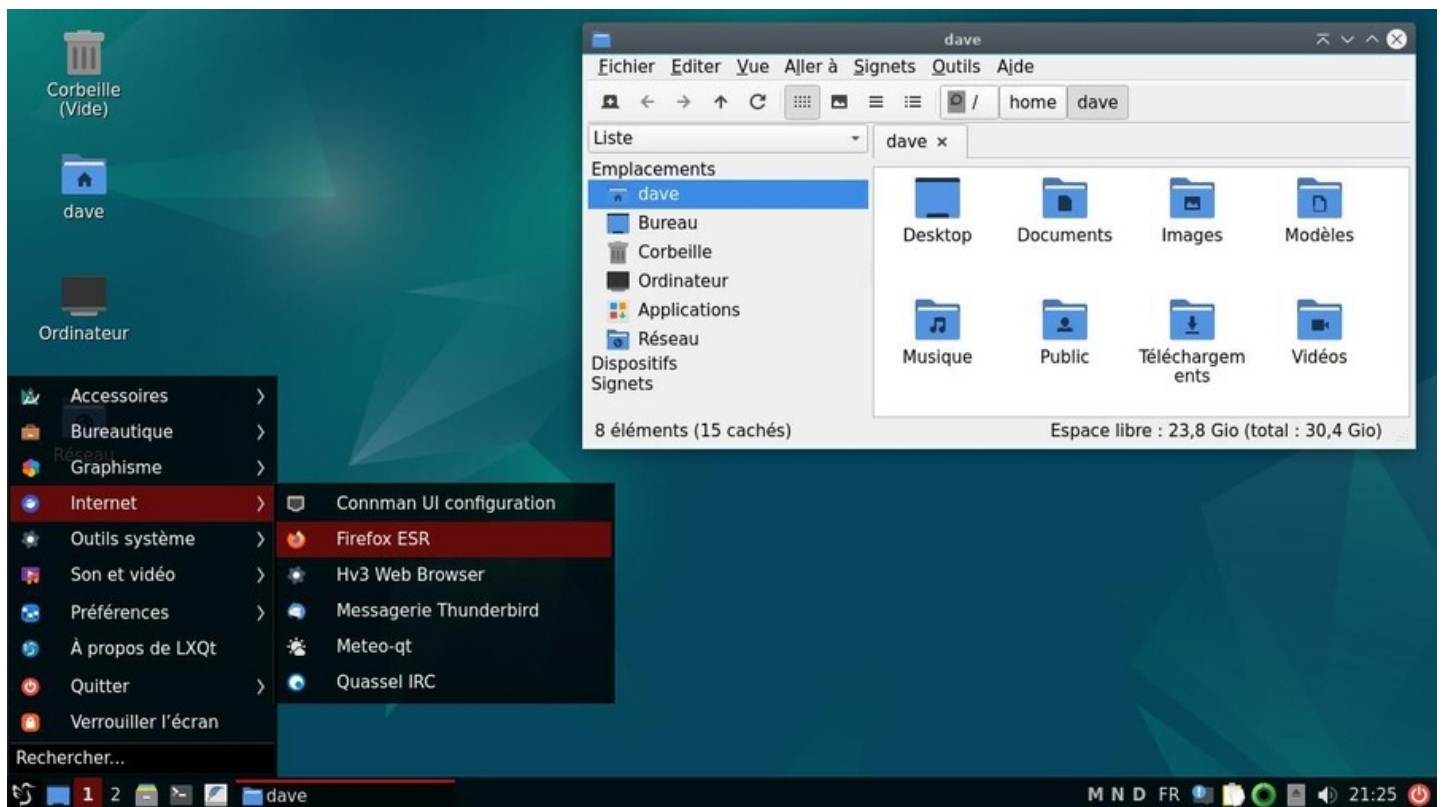 Corbeille
(Vide)
dave
Ordinateur
Réseau
dave
Fichier Editer Vue Aller à Signets Outils Aide
/ home dave
Liste
dave ×
Emplacements
dave
Bureau
Corbeille
Ordinateur
Applications
Réseau
Dispositifs
Signets
Desktop Documents Images Modèles
Musique Public Téléchargem
ents Vidéos
8 éléments (15 cachés) Espace libre : 23,8 Gio (total : 30,4 Gio)
Accessoires
Bureautique
Graphisme
Internet
Outils système
Son et vidéo
Préférences
À propos de LXQt
Quitter
Verrouiller l’écran
Rechercher...
Connman UI configuration
Firefox ESR
Hv3 Web Browser
Messagerie Thunderbird
Meteo-qt
Quassel IRC
1 2 dave M N D FR 21:25